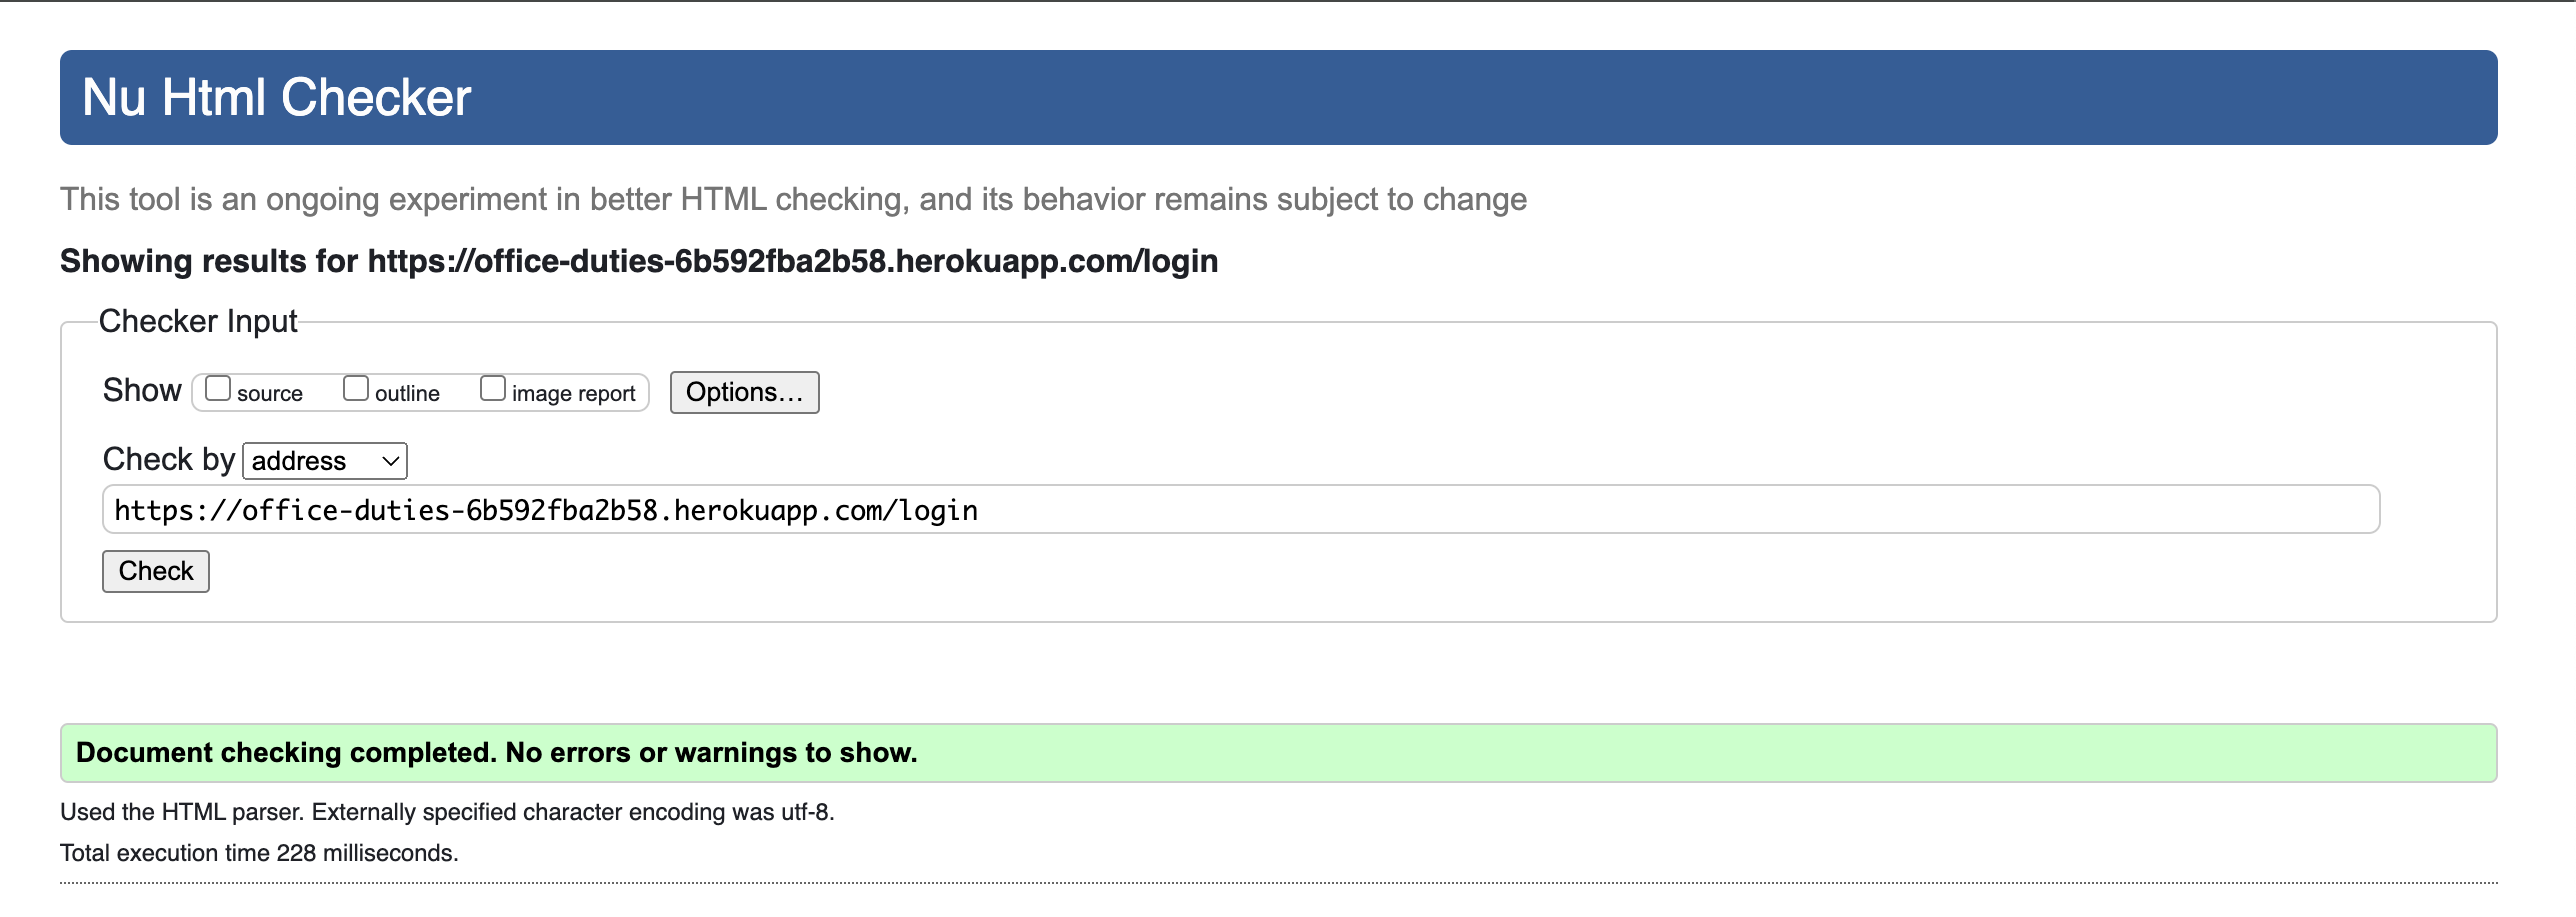 Nu Html Checker
This tool is an ongoing experiment in better HTML checking, and its behavior remains subject to change
Showing results for https://office-duties-6b592fba2b58.herokuapp.com/login
Checker Input
Show source outline image report Options...
Check by address
https://office-duties-6b592fba2b58.herokuapp.com/login
Check
Document checking completed. No errors or warnings to show.
Used the HTML parser. Externally specified character encoding was utf-8.
Total execution time 228 milliseconds.